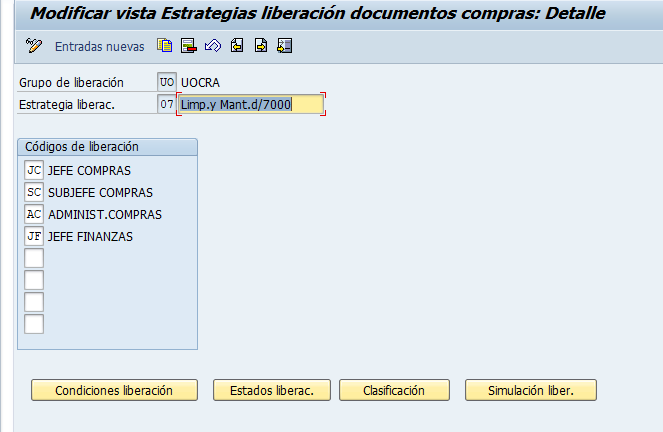 Modificar vista Estrategias liberación documentos compras: Detalle
Entradas nuevas
Grupo de liberación UO UOCRA
Estrategia liberac. 07 Limp.y Mant.d/7000
Códigos de liberación
JC JEFE COMPRAS
SC SUBJEFE COMPRAS
AC ADMINIST.COMPRAS
JF JEFE FINANZAS
Condiciones liberación Estados liberac. Clasificación Simulación liber.